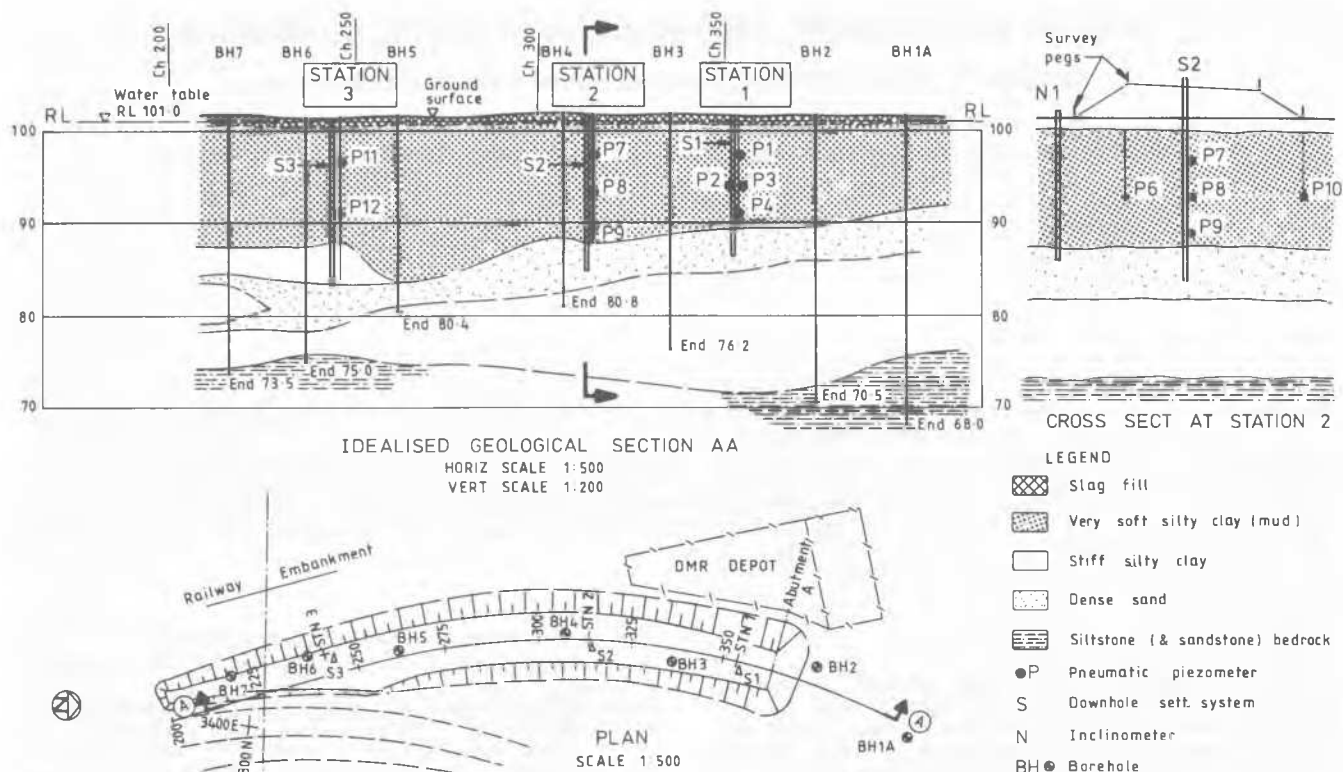 Ch 200
BH7
BH6
Ch 250
BH5
Ch 300
BH4
BH3
Ch 350
BH2
BH1A
STATION 3
STATION 2
STATION 1
Water table
RL 101·0
RL
Ground surface
RL
100
90
80
70
100
90
80
70
S3
P11
P12
S2
P7
P8
P9
S1
P1
P2
P3
P4
End 73·5
End 75·0
End 80·4
End 80·8
End 76·2
End 70·5
End 68·0
IDEALISED GEOLOGICAL SECTION AA
HORIZ SCALE 1:500
VERT SCALE 1:200
Survey pegs
S2
N1
P6
P7
P8
P9
P10
CROSS SECT AT STATION 2
LEGEND
Slag fill
Very soft silty clay (mud)
Stiff silty clay
Dense sand
Siltstone (& sandstone) bedrock
P Pneumatic piezometer
S Downhole sett. system
N Inclinometer
BH Borehole
Railway Embankment
DMR DEPOT
Abutment A
STN 3
STN 2
STN 1
BH7
BH6
S3
BH5
BH4
S2
BH3
S1
BH2
BH1A
200
225
250
275
300
325
350
A
A
3400E
PLAN
SCALE 1:500